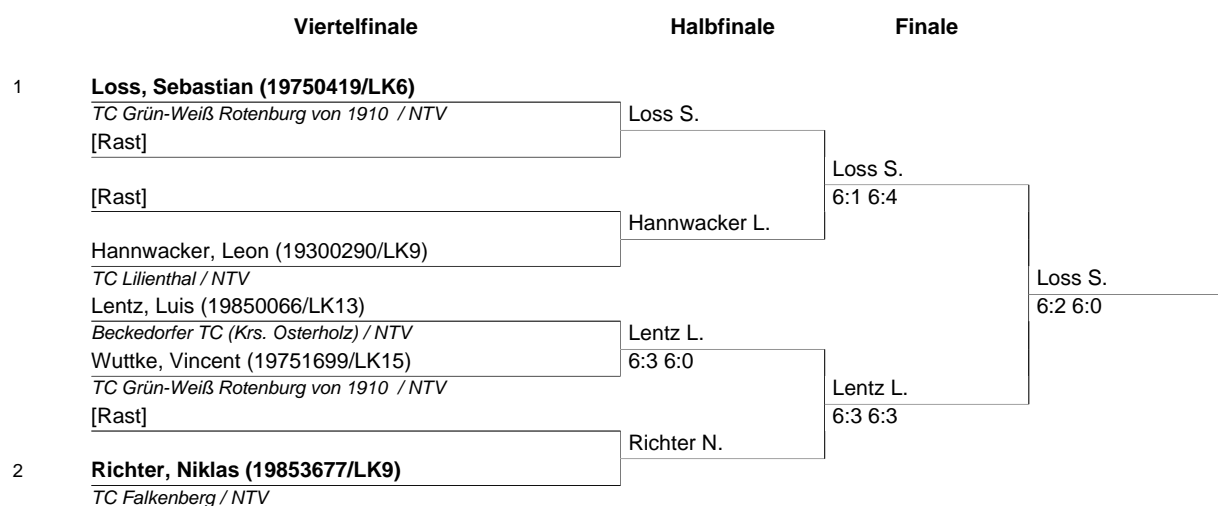 Viertelfinale Halbfinale Finale
1 Loss, Sebastian (19750419/LK6)
TC Grün-Weiß Rotenburg von 1910 / NTV Loss S.
[Rast]
Loss S.
[Rast] 6:1 6:4
Hannwacker L.
Hannwacker, Leon (19300290/LK9)
TC Lilienthal / NTV Loss S.
Lentz, Luis (19850066/LK13) 6:2 6:0
Beckedorfer TC (Krs. Osterholz) / NTV Lentz L.
Wuttke, Vincent (19751699/LK15) 6:3 6:0
TC Grün-Weiß Rotenburg von 1910 / NTV Lentz L.
[Rast] 6:3 6:3
Richter N.
2 Richter, Niklas (19853677/LK9)
TC Falkenberg / NTV